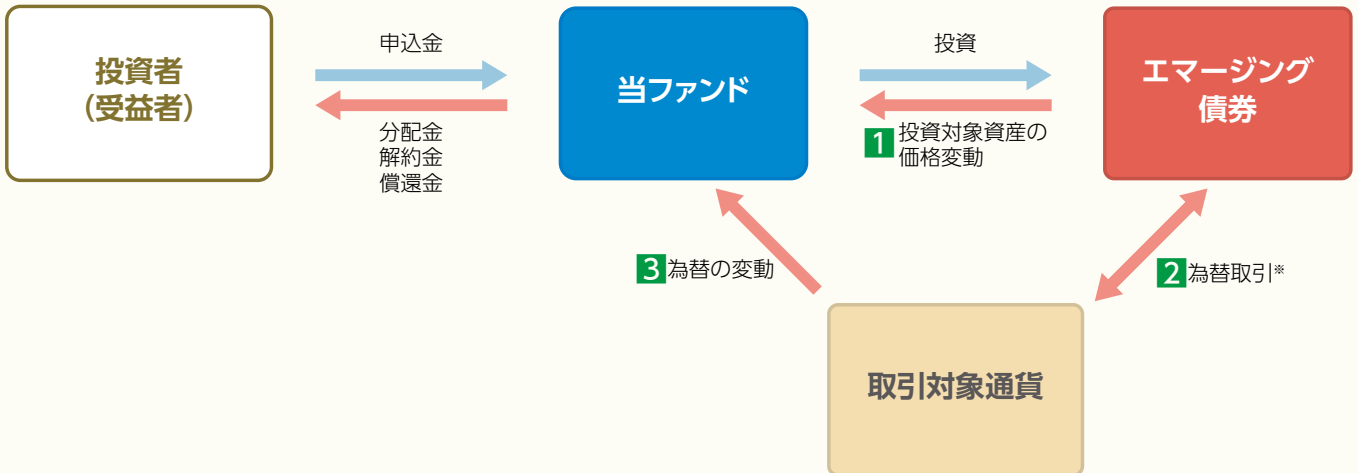 投資者
（受益者）
申込金
分配金
解約金
償還金
当ファンド
投資
1 投資対象資産の
価格変動
エマージング
債券
3 為替の変動
2 為替取引※
取引対象通貨